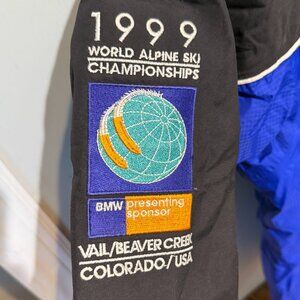 1999
WORLD ALPINE SKI
CHAMPIONSHIPS
BMW presenting
sponsor
VAIL/BEAVER CREEK
COLORADO/USA